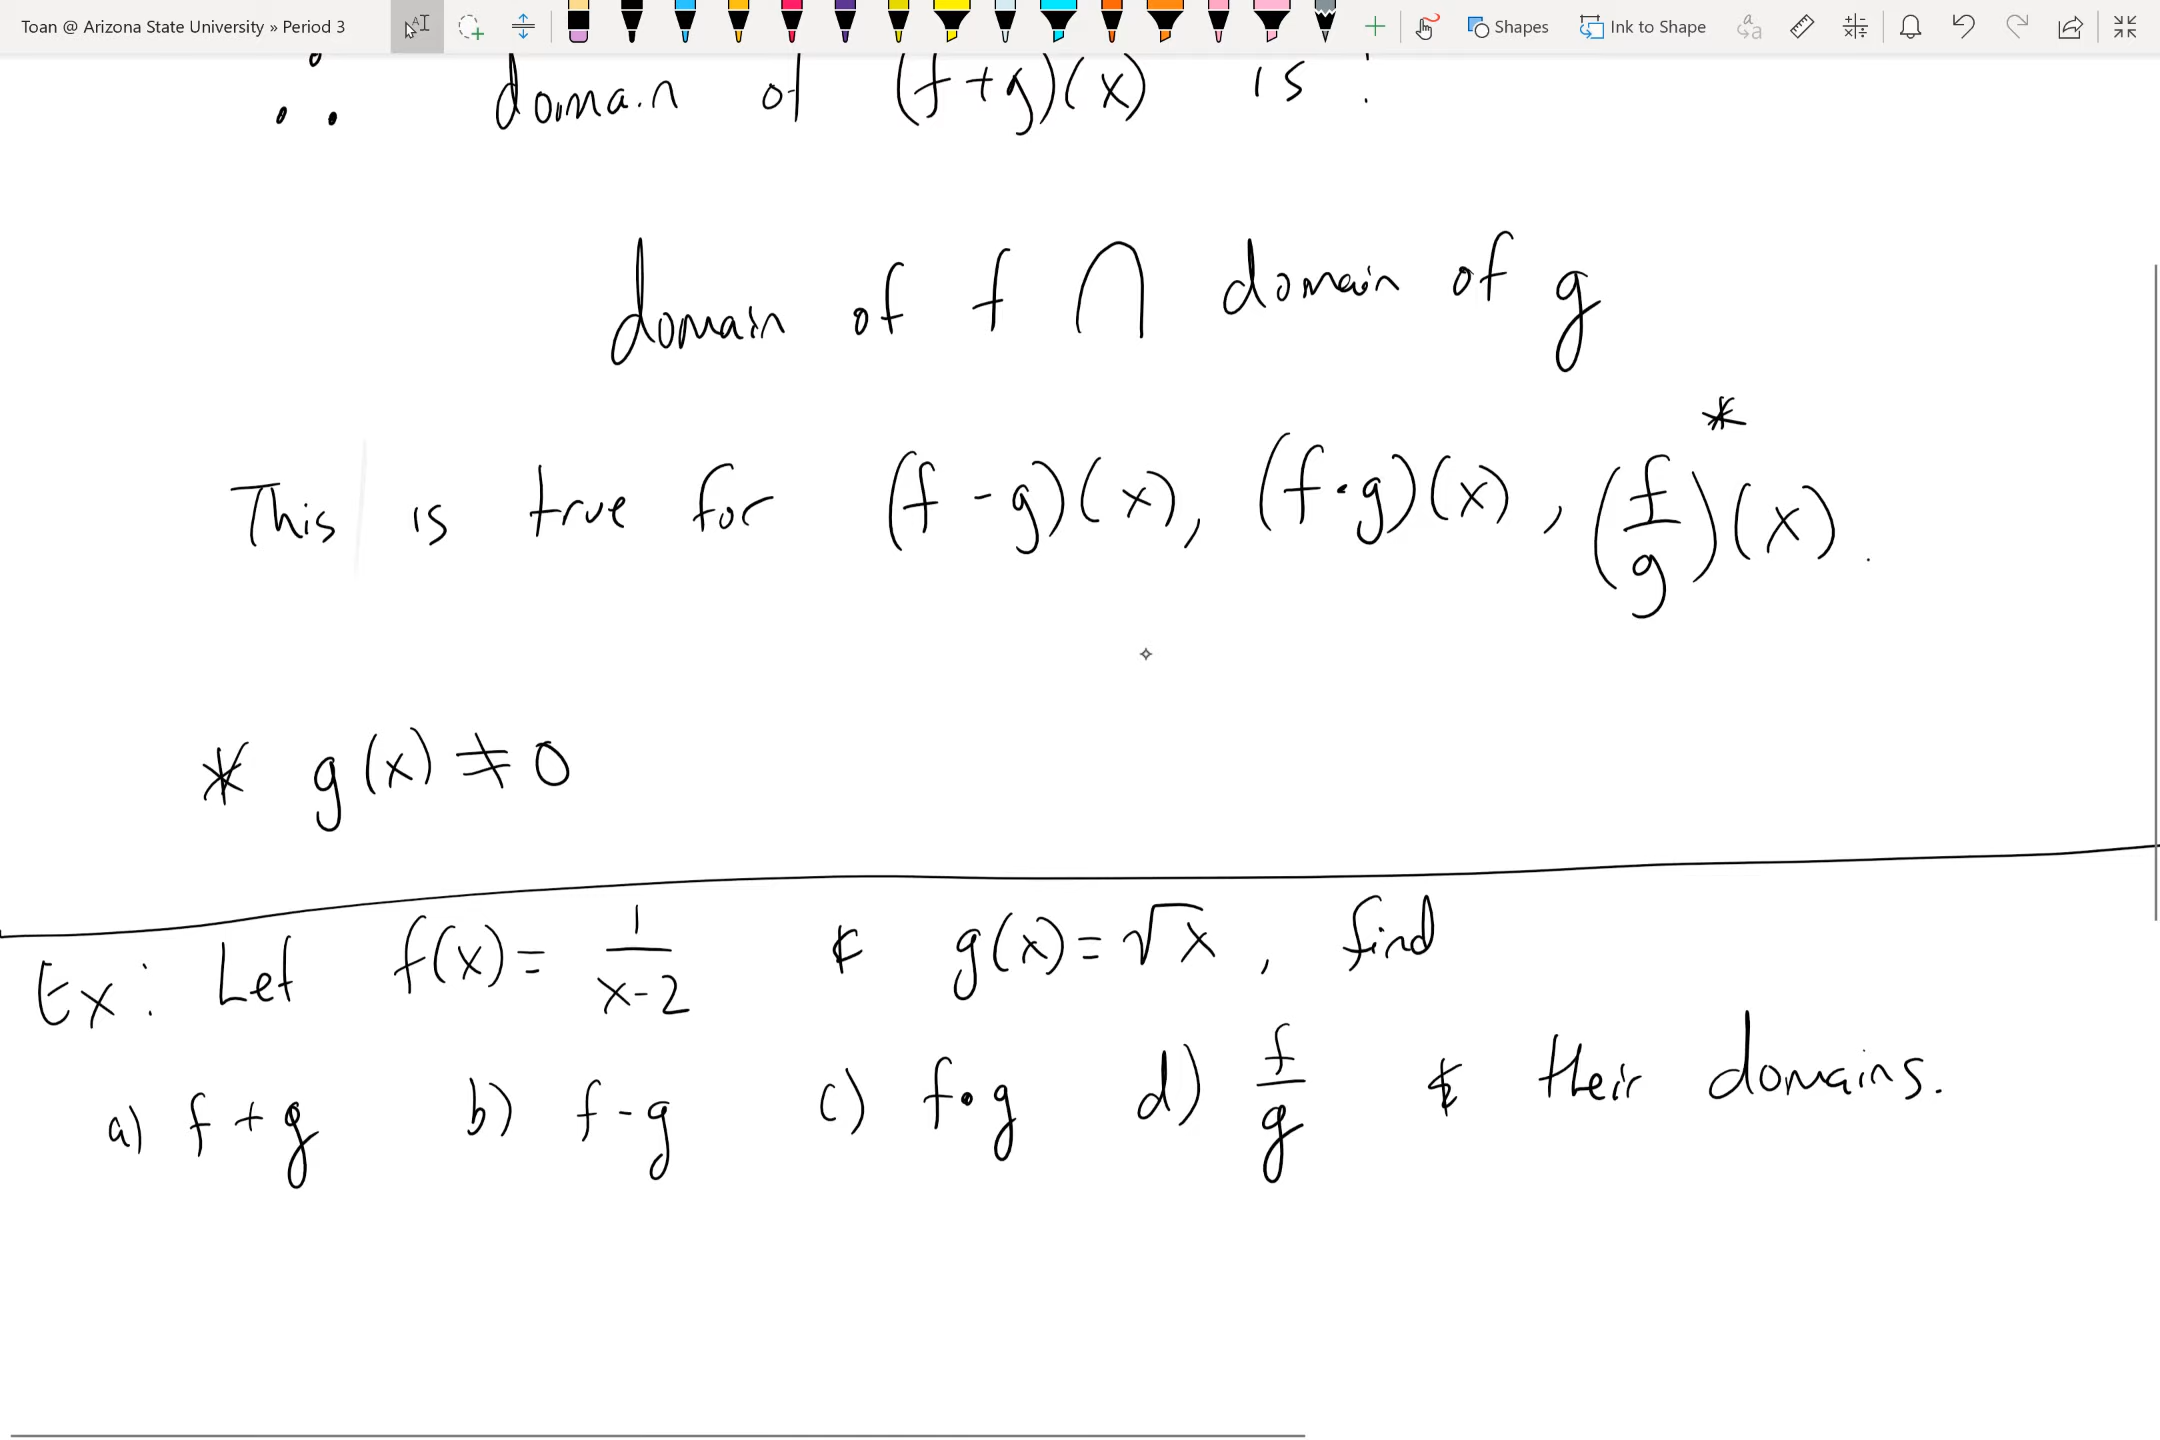 Toan @ Arizona State University » Period 3 Shapes Ink to Shape
∴ domain of (f+g)(x) is :
domain of f ∩ domain of g
This is true for (f - g)(x), (f·g)(x), (f/g)*(x).
* g(x) ≠ 0
Ex: Let f(x) = 1/(x-2) & g(x) = √x, find
a) f + g b) f - g c) f·g d) f/g & their domains.